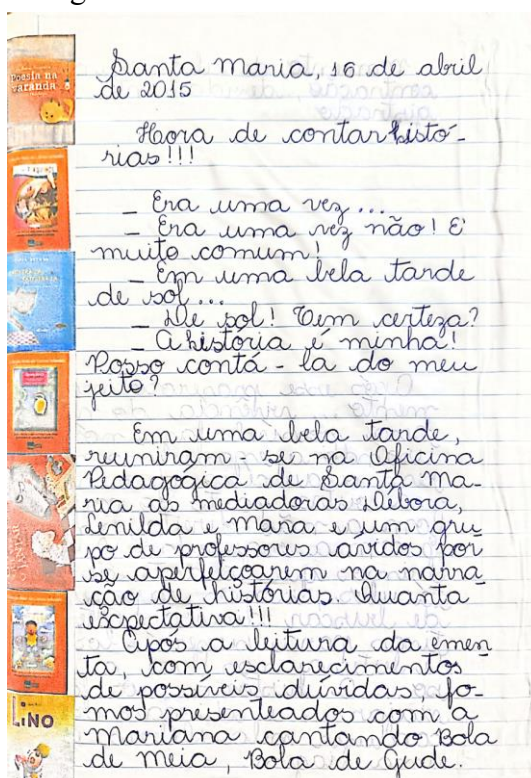 Poesia na
varanda
Santa Maria, 16 de abril
de 2015
Hora de contar histó-
rias!!!
_ Era uma vez...
_ Era uma vez não! É
muito comum!
_ Em uma bela tarde
de sol...
_ De sol! Tem certeza?
_ A história é minha!
Posso contá-la do meu
jeito?
Em uma bela tarde,
reuniram-se na Oficina
Pedagógica de Santa Ma-
ria as mediadoras Débora,
Lenilda e Maria e um gru
po de professores ávidos por
se aperfeiçoarem na narra
ção de histórias. Quanta
expectativa!!!
Após a leitura da emen
ta, com esclarecimentos
de possíveis dúvidas, fo-
mos presenteados com a
Mariana cantando Bola
de Meia, Bola de Gude.
LINO